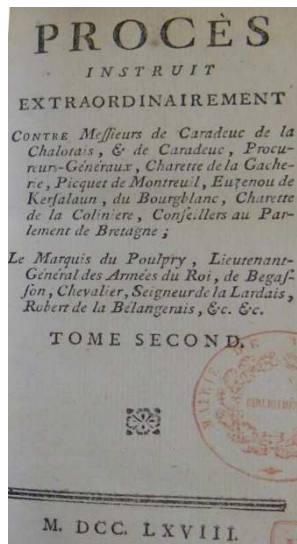 PROCÈS
INSTRUIT
EXTRAORDINAIREMENT
CONTRE Meſſieurs de Caradeuc de la
Chalotais, & de Caradeuc, Procu-
reurs-Généraux, Charette de la Gache-
rie, Picquet de Montreuil, Euzenou de
Kerſalaun, du Bourgblanc, Charette
de la Coliniere, Conſeillers au Par-
lement de Bretagne ;
Le Marquis du Poulpry, Lieutenant-
Général des Armées du Roi, de Begaſ-
ſon, Chevalier, Seigneur de la Lardais,
Robert de la Bélangerais, &c. &c.
TOME SECOND.
MAIRIE DE
M. DCC. LXVIII.